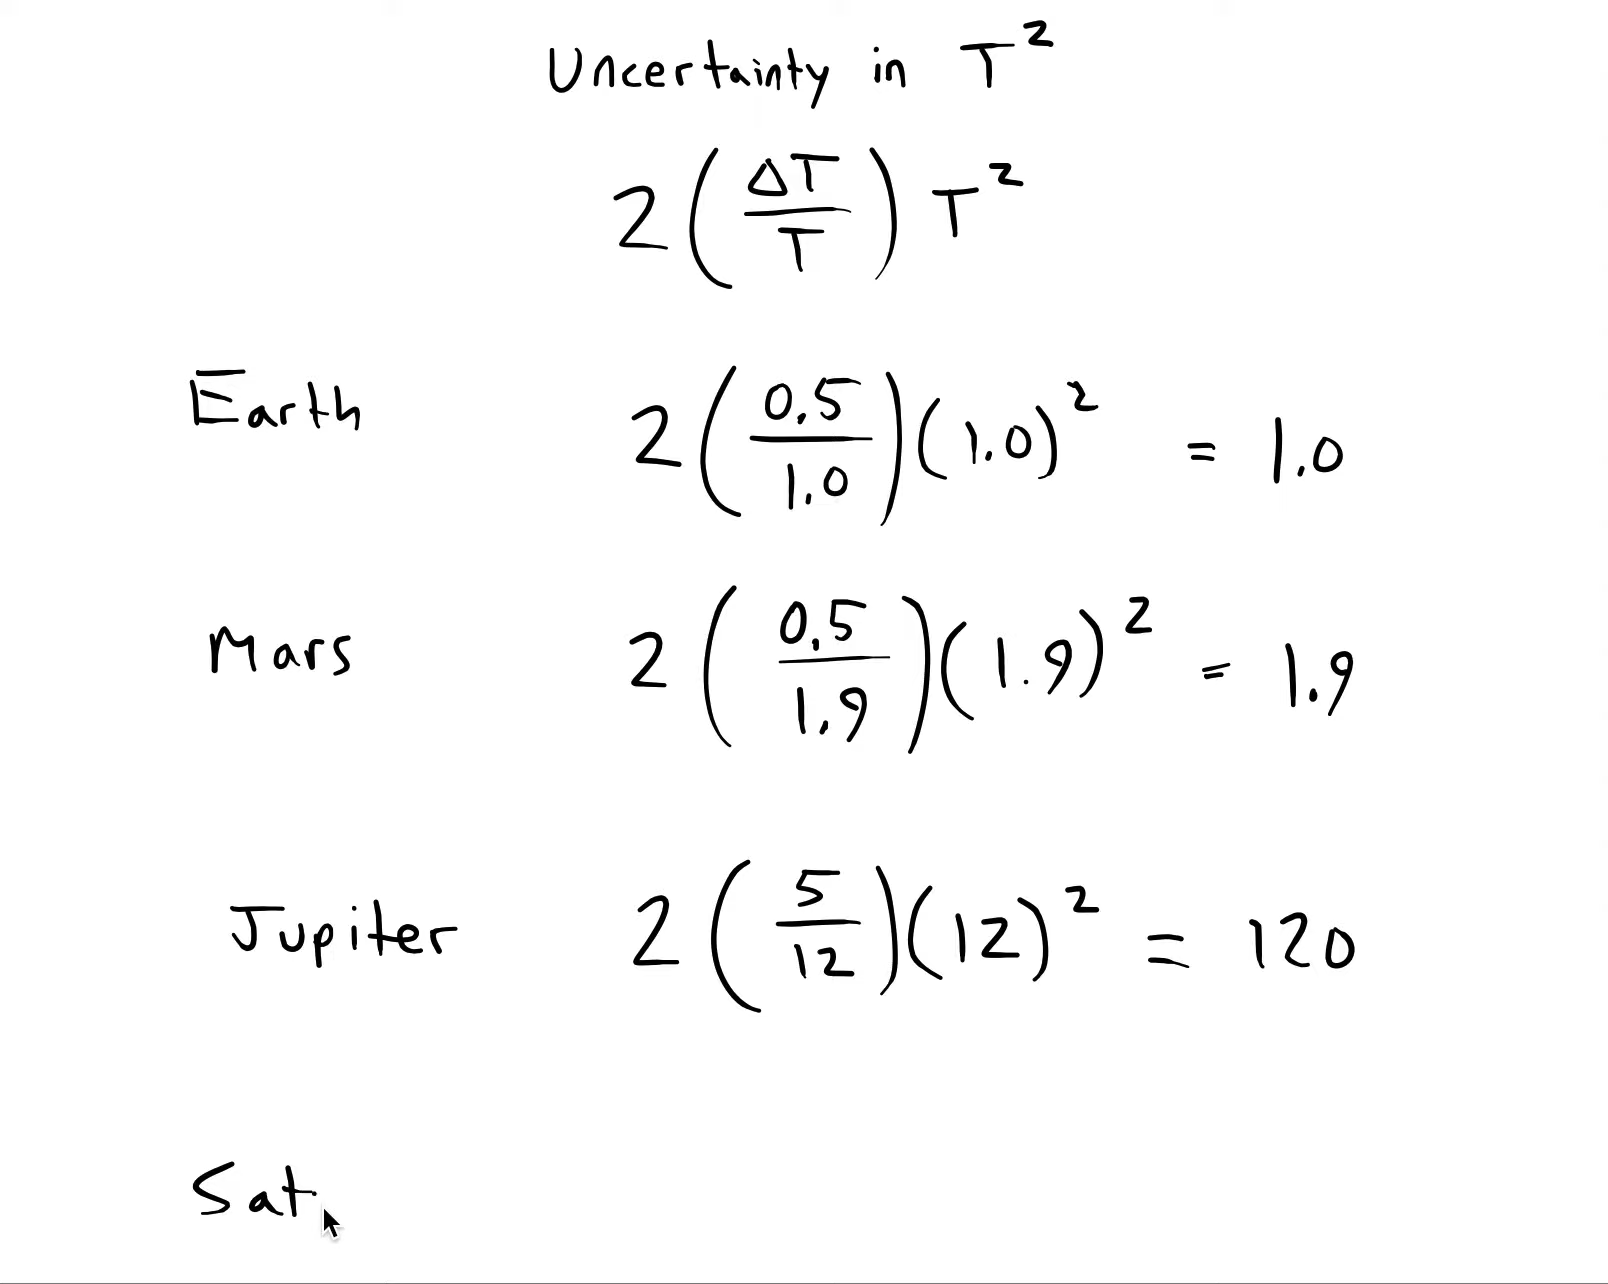 Uncertainty in T²
2(ΔT/T)T²
Earth 2(0.5/1.0)(1.0)² = 1.0
Mars 2(0.5/1.9)(1.9)² = 1.9
Jupiter 2(5/12)(12)² = 120
Sat